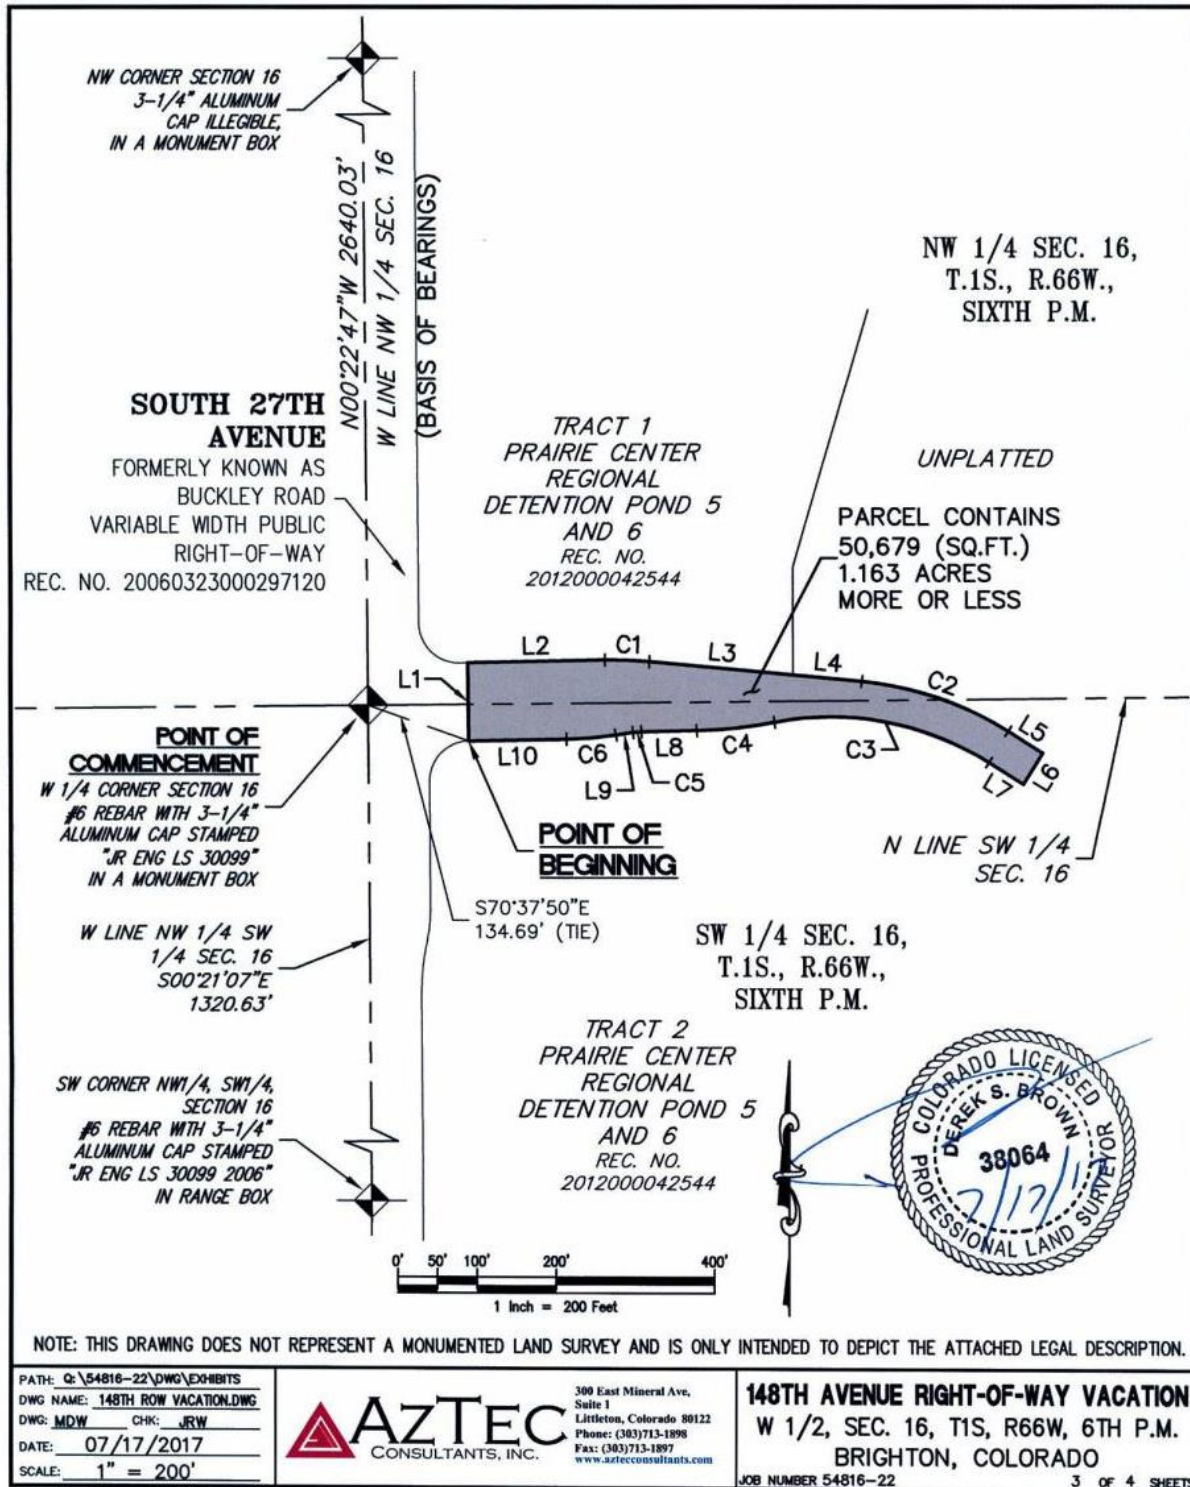 NW CORNER SECTION 16
3-1/4" ALUMINUM
CAP ILLEGIBLE,
IN A MONUMENT BOX
N00°22'47"W 2640.03'
W LINE NW 1/4 SEC. 16
(BASIS OF BEARINGS)
NW 1/4 SEC. 16,
T.1S., R.66W.,
SIXTH P.M.
SOUTH 27TH
AVENUE
FORMERLY KNOWN AS
BUCKLEY ROAD
VARIABLE WIDTH PUBLIC
RIGHT-OF-WAY
REC. NO. 20060323000297120
TRACT 1
PRAIRIE CENTER
REGIONAL
DETENTION POND 5
AND 6
REC. NO.
2012000042544
UNPLATTED
PARCEL CONTAINS
50,679 (SQ.FT.)
1.163 ACRES
MORE OR LESS
L1
L2
C1
L3
L4
C2
L5
L6
L7
C3
C4
L8
C5
L9
C6
L10
POINT OF
COMMENCEMENT
W 1/4 CORNER SECTION 16
#6 REBAR WITH 3-1/4"
ALUMINUM CAP STAMPED
"JR ENG LS 30099"
IN A MONUMENT BOX
POINT OF
BEGINNING
S70°37'50"E
134.69' (TIE)
N LINE SW 1/4
SEC. 16
W LINE NW 1/4 SW
1/4 SEC. 16
S00°21'07"E
1320.63'
SW 1/4 SEC. 16,
T.1S., R.66W.,
SIXTH P.M.
SW CORNER NW1/4, SW1/4,
SECTION 16
#6 REBAR WITH 3-1/4"
ALUMINUM CAP STAMPED
"JR ENG LS 30099 2006"
IN RANGE BOX
TRACT 2
PRAIRIE CENTER
REGIONAL
DETENTION POND 5
AND 6
REC. NO.
2012000042544
COLORADO LICENSED
PROFESSIONAL LAND SURVEYOR
DEREK S. BROWN
38064
7/17/17
0' 50' 100' 200' 400'
1 inch = 200 Feet
NOTE: THIS DRAWING DOES NOT REPRESENT A MONUMENTED LAND SURVEY AND IS ONLY INTENDED TO DEPICT THE ATTACHED LEGAL DESCRIPTION.
PATH: Q:\54816-22\DWG\EXHIBITS
DWG NAME: 148TH ROW VACATION.DWG
DWG: MDW CHK: JRW
DATE: 07/17/2017
SCALE: 1" = 200'
AZTEC
CONSULTANTS, INC.
300 East Mineral Ave,
Suite 1
Littleton, Colorado 80122
Phone: (303)713-1898
Fax: (303)713-1897
www.aztecconsultants.com
148TH AVENUE RIGHT-OF-WAY VACATION
W 1/2, SEC. 16, T1S, R66W, 6TH P.M.
BRIGHTON, COLORADO
JOB NUMBER 54816-22 3 OF 4 SHEETS